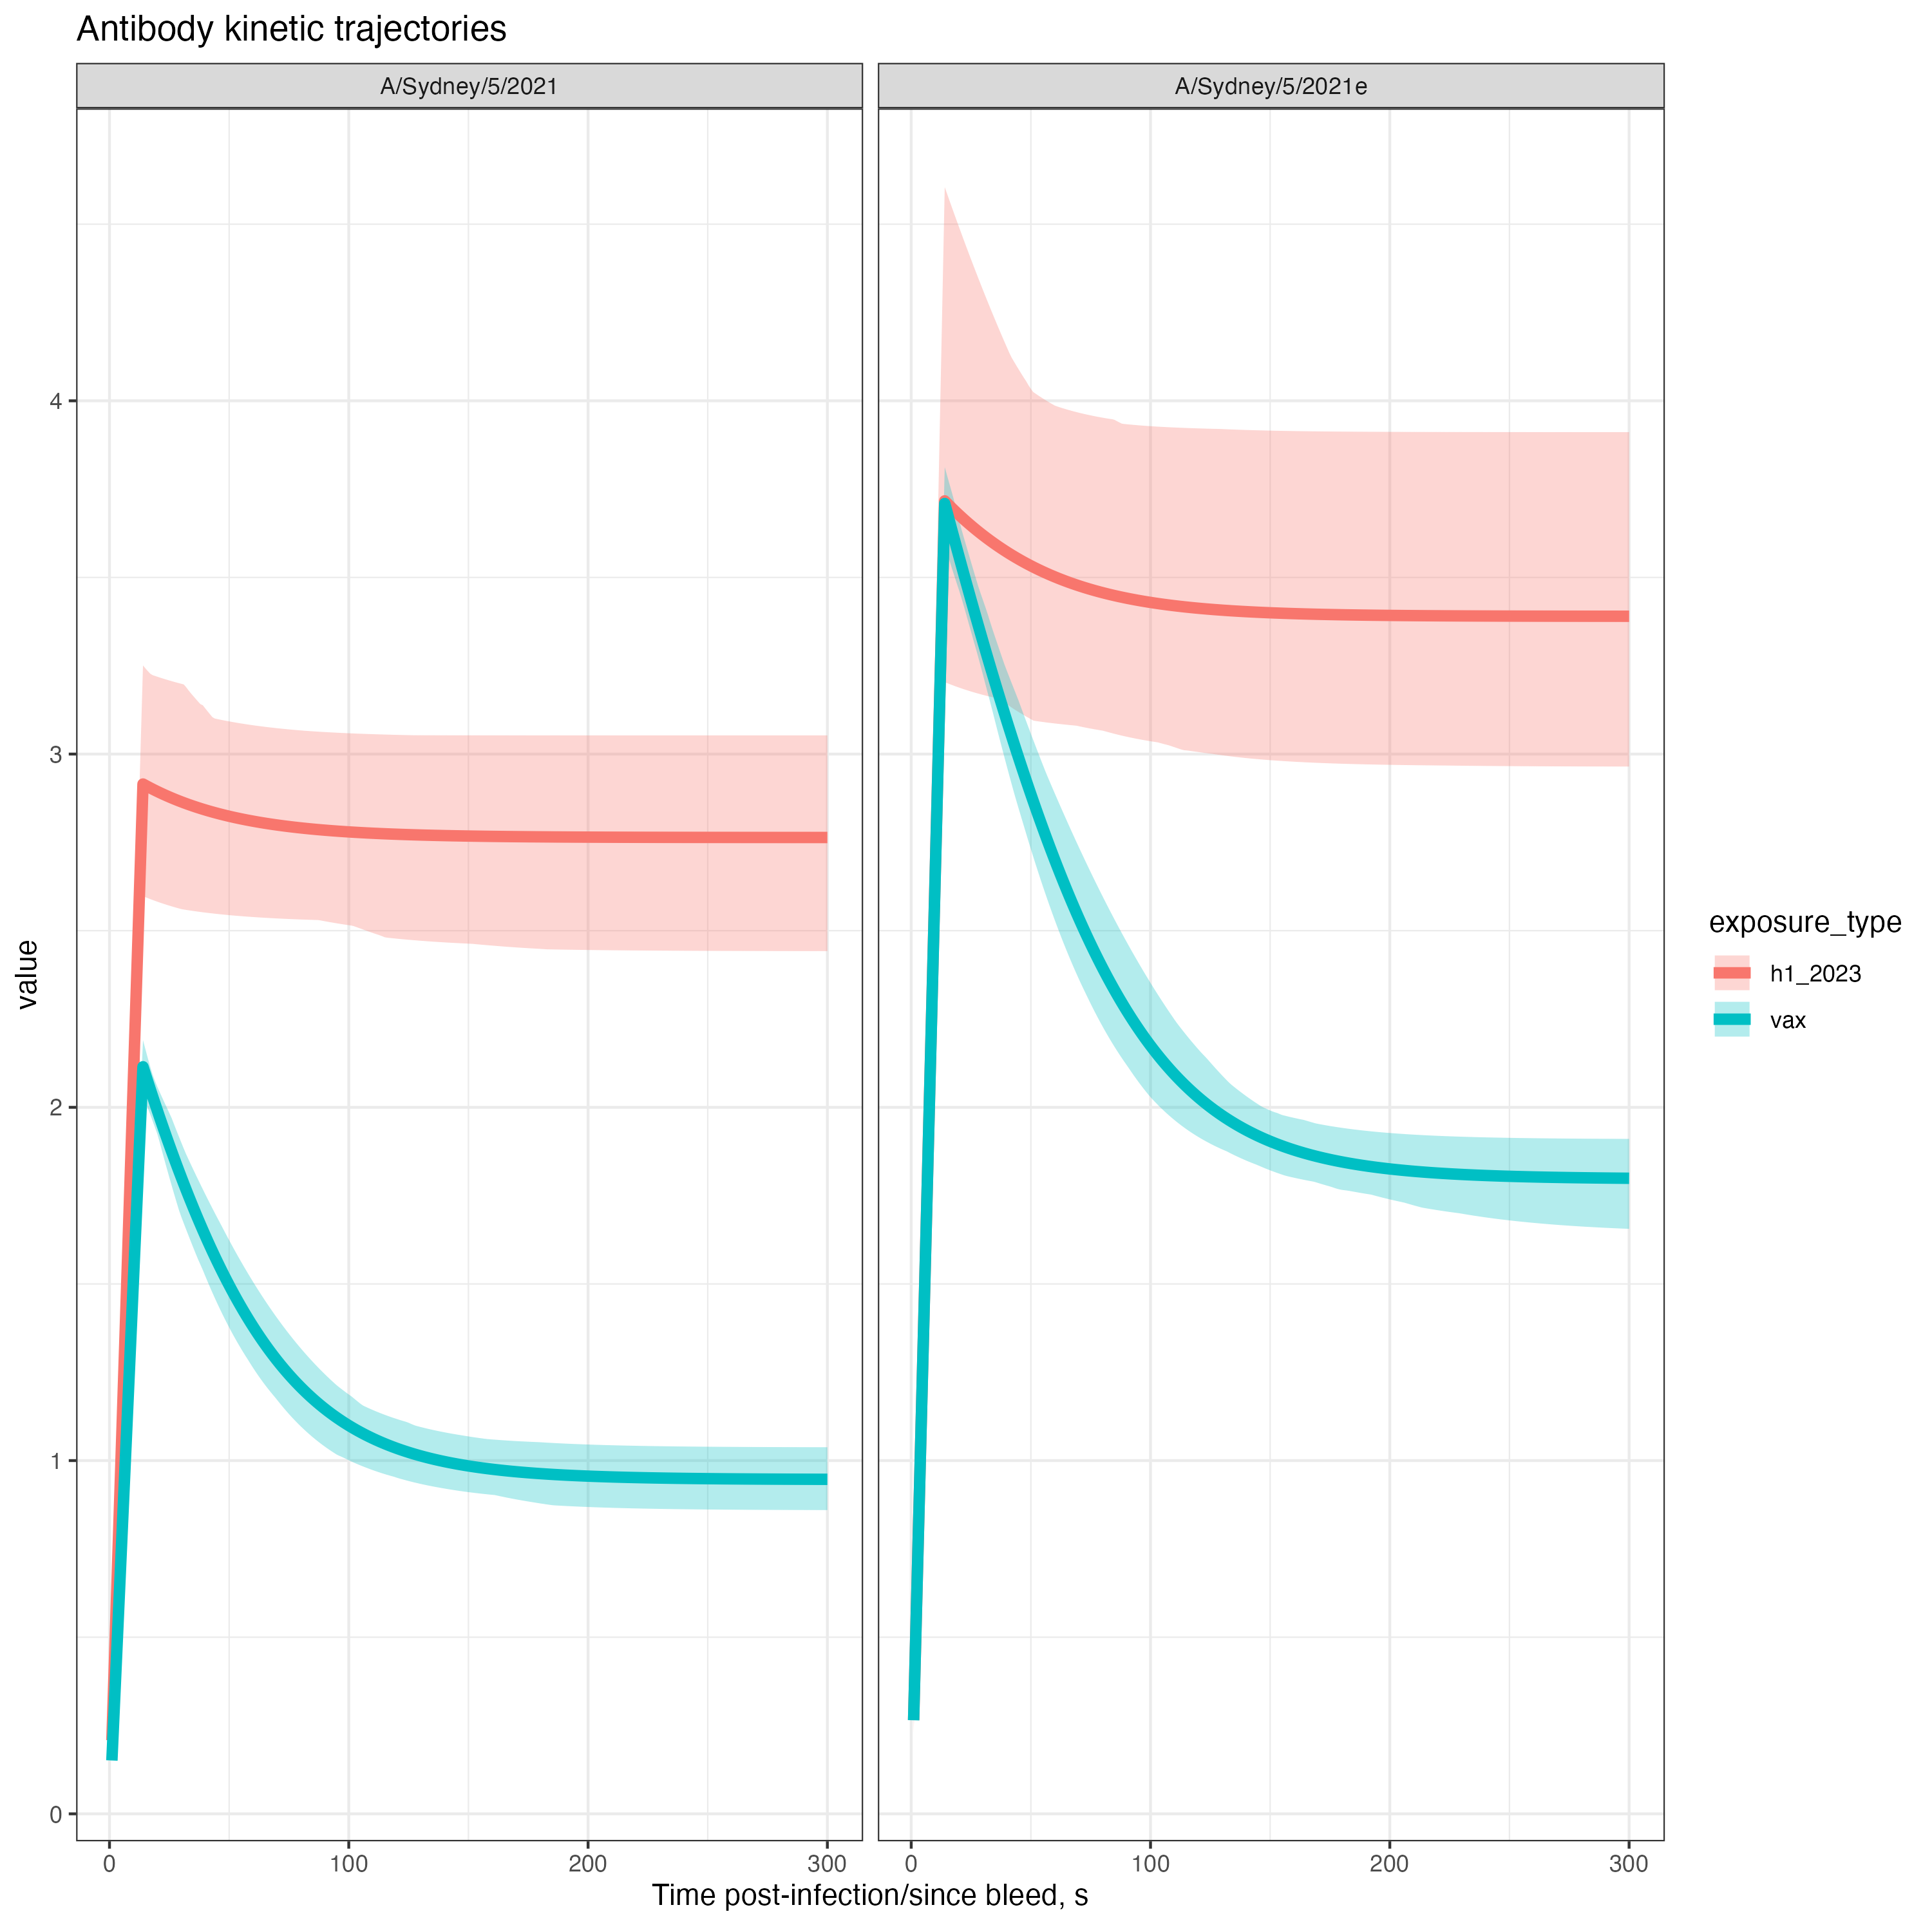 Antibody kinetic trajectories
A/Sydney/5/2021
A/Sydney/5/2021e
value
4
3
2
1
0
0 100 200 300
0 100 200 300
Time post-infection/since bleed, s
exposure_type
h1_2023
vax